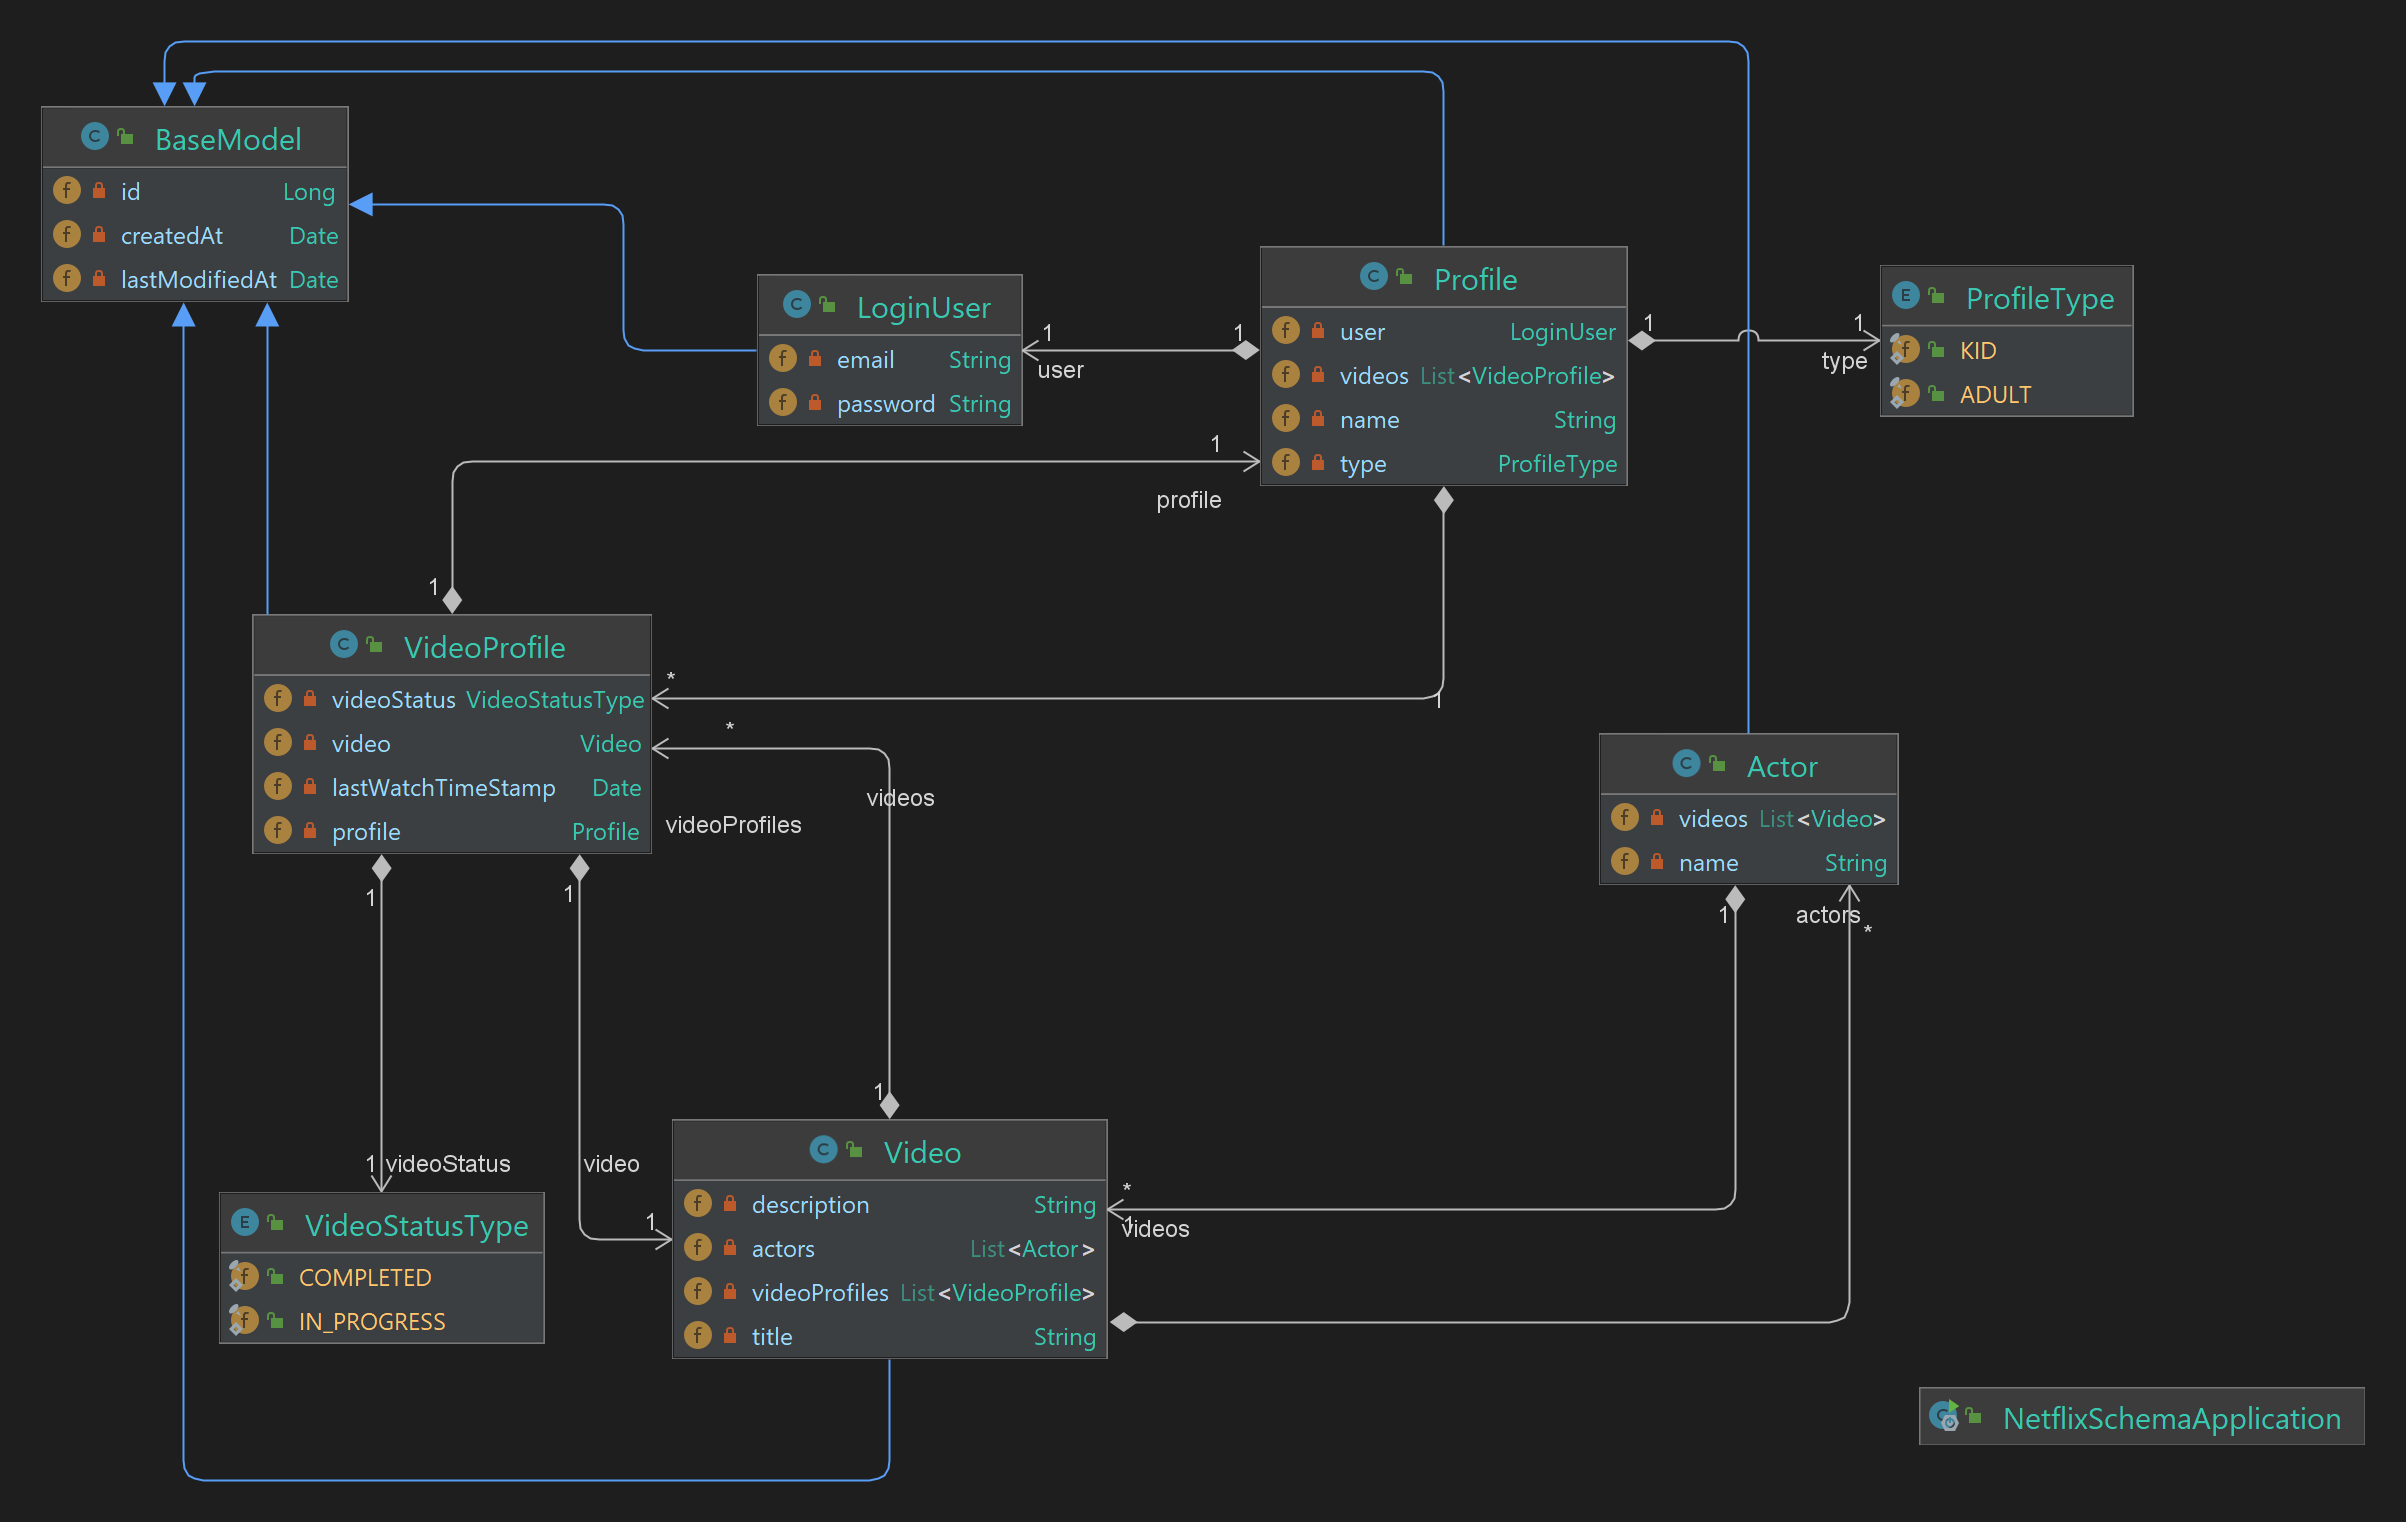 BaseModel
id Long
createdAt Date
lastModifiedAt Date
LoginUser
email String
password String
1
user
1
Profile
user LoginUser
videos List<VideoProfile>
name String
type ProfileType
1
1
type
ProfileType
KID
ADULT
1
profile
1
VideoProfile
videoStatus VideoStatusType
video Video
lastWatchTimeStamp Date
profile Profile
*
1
*
videos
videoProfiles
Actor
videos List<Video>
name String
1
actors
*
1
1
1
1 videoStatus
video
1
VideoStatusType
COMPLETED
IN_PROGRESS
Video
description String
actors List<Actor>
videoProfiles List<VideoProfile>
title String
*
1
videos
NetflixSchemaApplication